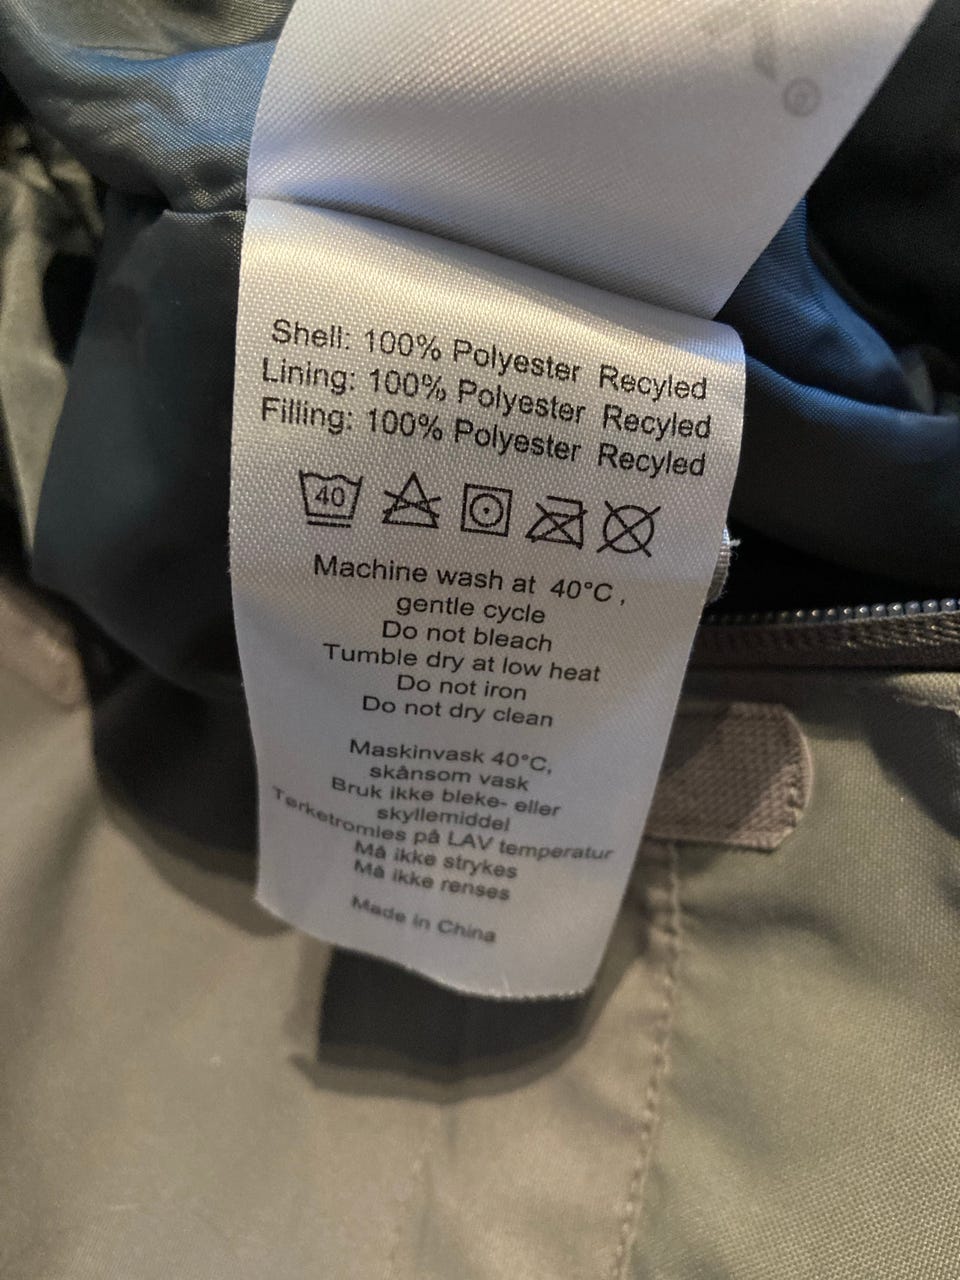 Shell: 100% Polyester Recyled
Lining: 100% Polyester Recyled
Filling: 100% Polyester Recyled
40
Machine wash at 40°C ,
gentle cycle
Do not bleach
Tumble dry at low heat
Do not iron
Do not dry clean
Maskinvask 40°C,
skånsom vask
Bruk ikke bleke- eller
skyllemiddel
Tørketromles på LAV temperatur
Må ikke strykes
Må ikke renses
Made in China